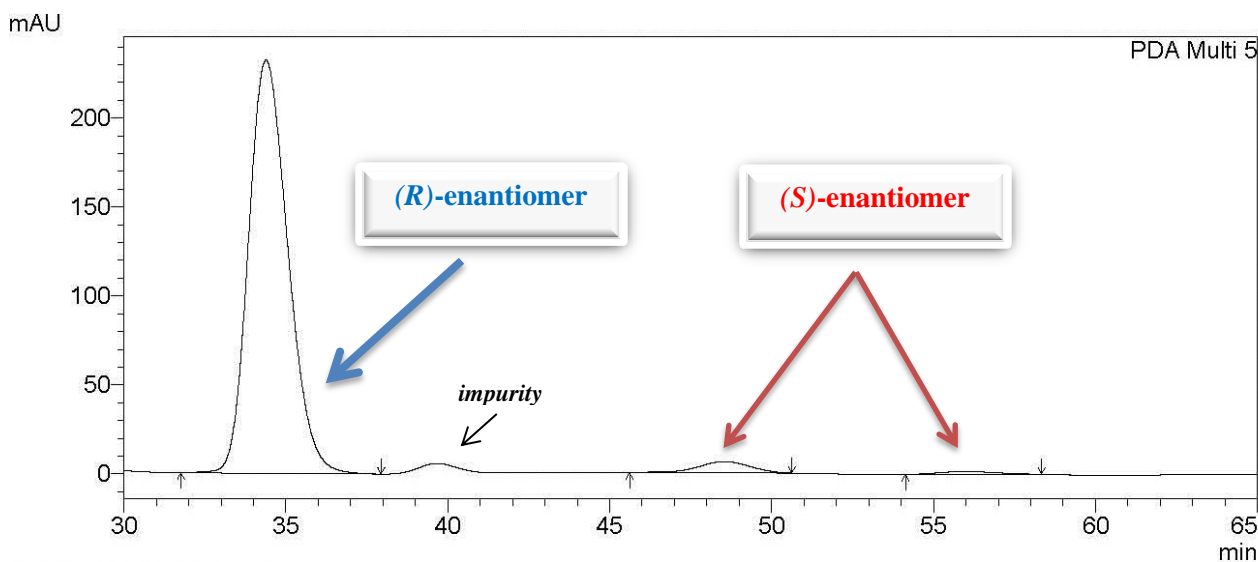 mAU
PDA Multi 5
200
150
100
50
0
(R)-enantiomer
(S)-enantiomer
impurity
30 35 40 45 50 55 60 65
min